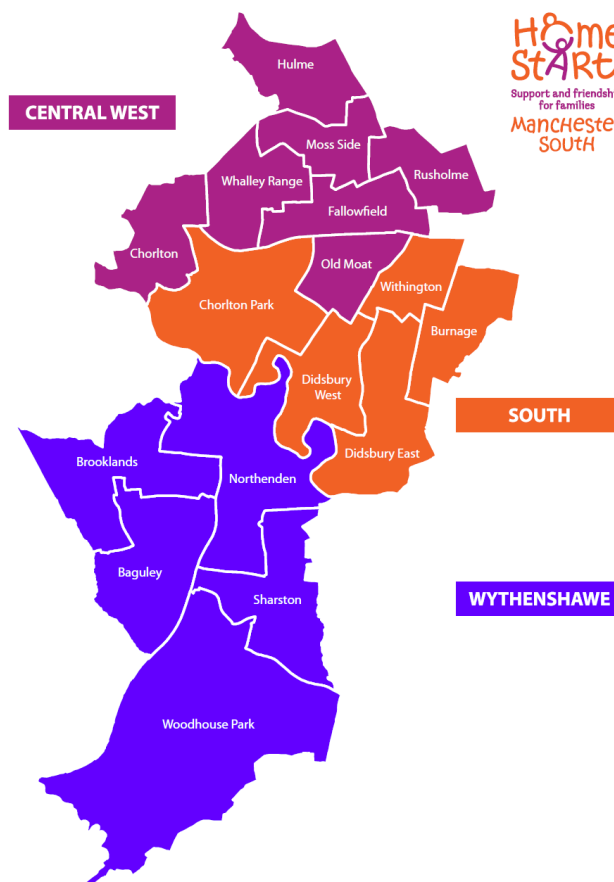 HOme
StARt
Support and friendship
for families
Mancheste
South
CENTRAL WEST
Hulme
Moss Side
Rusholme
Whalley Range
Fallowfield
Chorlton
Old Moat
Withington
Chorlton Park
Burnage
Didsbury
West
SOUTH
Didsbury East
Brooklands
Northenden
Baguley
Sharston
WYTHENSHAWE
Woodhouse Park